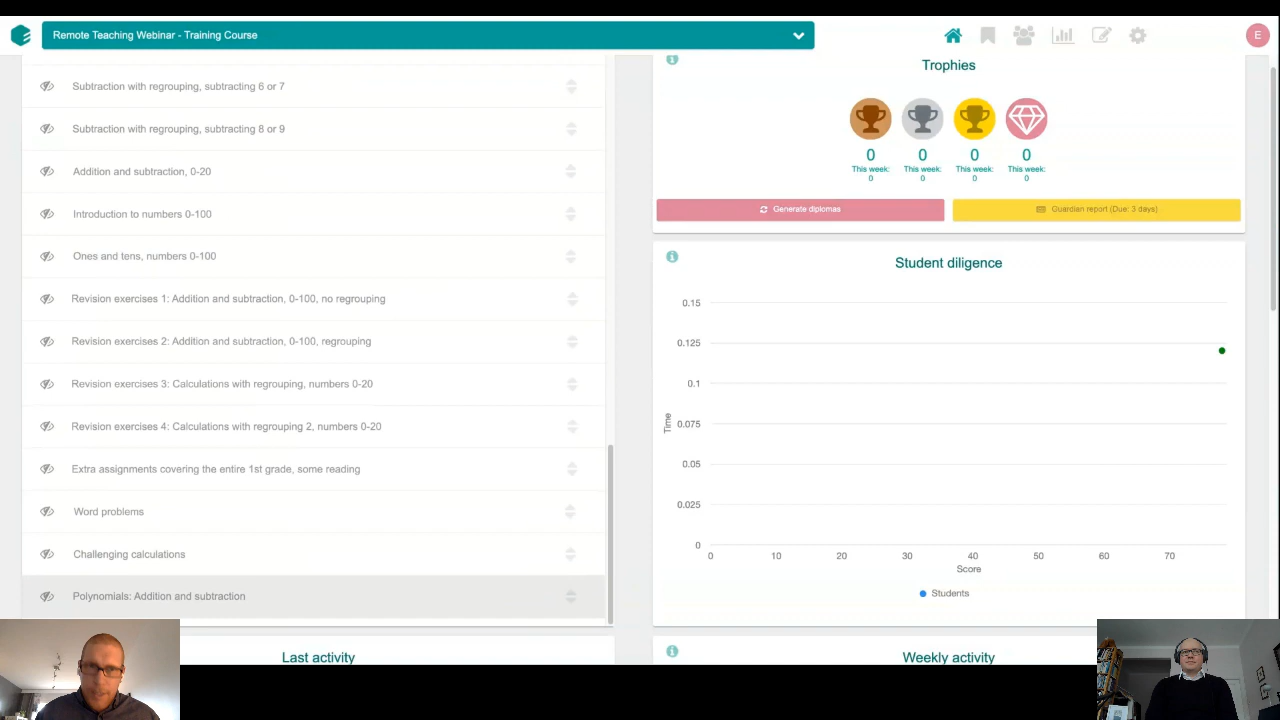 Remote Teaching Webinar - Training Course
E
Subtraction with regrouping, subtracting 6 or 7
Subtraction with regrouping, subtracting 8 or 9
Addition and subtraction, 0-20
Introduction to numbers 0-100
Ones and tens, numbers 0-100
Revision exercises 1: Addition and subtraction, 0-100, no regrouping
Revision exercises 2: Addition and subtraction, 0-100, regrouping
Revision exercises 3: Calculations with regrouping, numbers 0-20
Revision exercises 4: Calculations with regrouping 2, numbers 0-20
Extra assignments covering the entire 1st grade, some reading
Word problems
Challenging calculations
Polynomials: Addition and subtraction
Last activity
Trophies
0 0 0 0
This week: This week: This week: This week:
0 0 0 0
Generate diplomas
Guardian report (Due: 3 days)
Student diligence
0.15
0.125
0.1
0.075
0.05
0.025
0
Time
0 10 20 30 40 50 60 70
Score
Students
Weekly activity